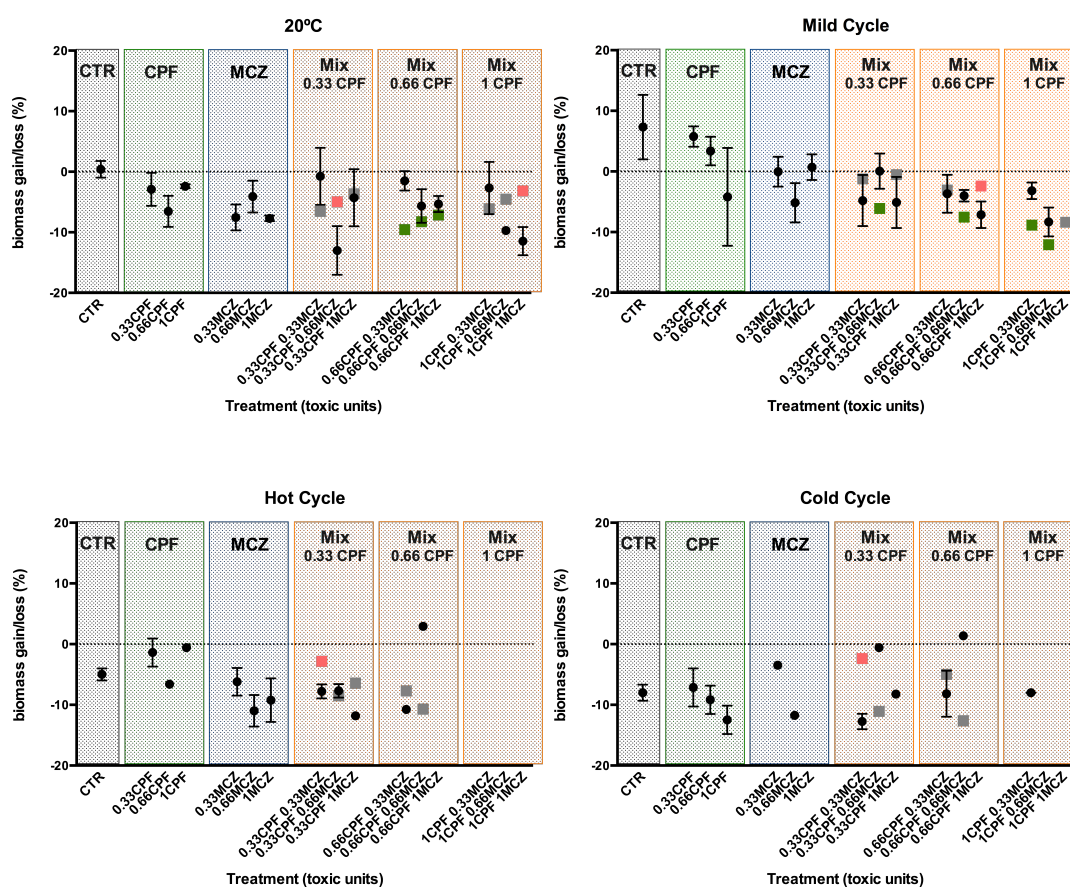 20ºC
biomass gain/loss (%)
20
10
0
-10
-20
CTR
CPF
MCZ
Mix
0.33 CPF
Mix
0.66 CPF
Mix
1 CPF
CTR
0.33CPF
0.66CPF
1CPF
0.33MCZ
0.66MCZ
1MCZ
0.33CPF 0.33MCZ
0.33CPF 0.66MCZ
0.33CPF 1MCZ
0.66CPF 0.33MCZ
0.66CPF 0.66MCZ
0.66CPF 1MCZ
1CPF 0.33MCZ
1CPF 0.66MCZ
1CPF 1MCZ
Treatment (toxic units)
Mild Cycle
biomass gain/loss (%)
20
10
0
-10
-20
CTR
CPF
MCZ
Mix
0.33 CPF
Mix
0.66 CPF
Mix
1 CPF
CTR
0.33CPF
0.66CPF
1CPF
0.33MCZ
0.66MCZ
1MCZ
0.33CPF 0.33MCZ
0.33CPF 0.66MCZ
0.33CPF 1MCZ
0.66CPF 0.33MCZ
0.66CPF 0.66MCZ
0.66CPF 1MCZ
1CPF 0.33MCZ
1CPF 0.66MCZ
1CPF 1MCZ
Treatment (toxic units)
Hot Cycle
biomass gain/loss (%)
20
10
0
-10
-20
CTR
CPF
MCZ
Mix
0.33 CPF
Mix
0.66 CPF
Mix
1 CPF
CTR
0.33CPF
0.66CPF
1CPF
0.33MCZ
0.66MCZ
1MCZ
0.33CPF 0.33MCZ
0.33CPF 0.66MCZ
0.33CPF 1MCZ
0.66CPF 0.33MCZ
0.66CPF 0.66MCZ
0.66CPF 1MCZ
1CPF 0.33MCZ
1CPF 0.66MCZ
1CPF 1MCZ
Treatment (toxic units)
Cold Cycle
biomass gain/loss (%)
20
10
0
-10
-20
CTR
CPF
MCZ
Mix
0.33 CPF
Mix
0.66 CPF
Mix
1 CPF
CTR
0.33CPF
0.66CPF
1CPF
0.33MCZ
0.66MCZ
1MCZ
0.33CPF 0.33MCZ
0.33CPF 0.66MCZ
0.33CPF 1MCZ
0.66CPF 0.33MCZ
0.66CPF 0.66MCZ
0.66CPF 1MCZ
1CPF 0.33MCZ
1CPF 0.66MCZ
1CPF 1MCZ
Treatment (toxic units)